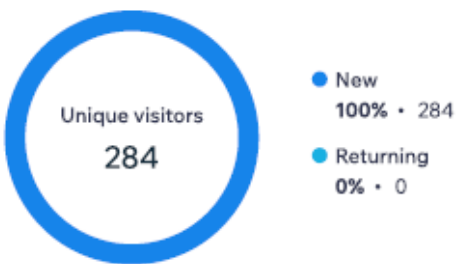 Unique visitors
284
New
100% • 284
Returning
0% • 0